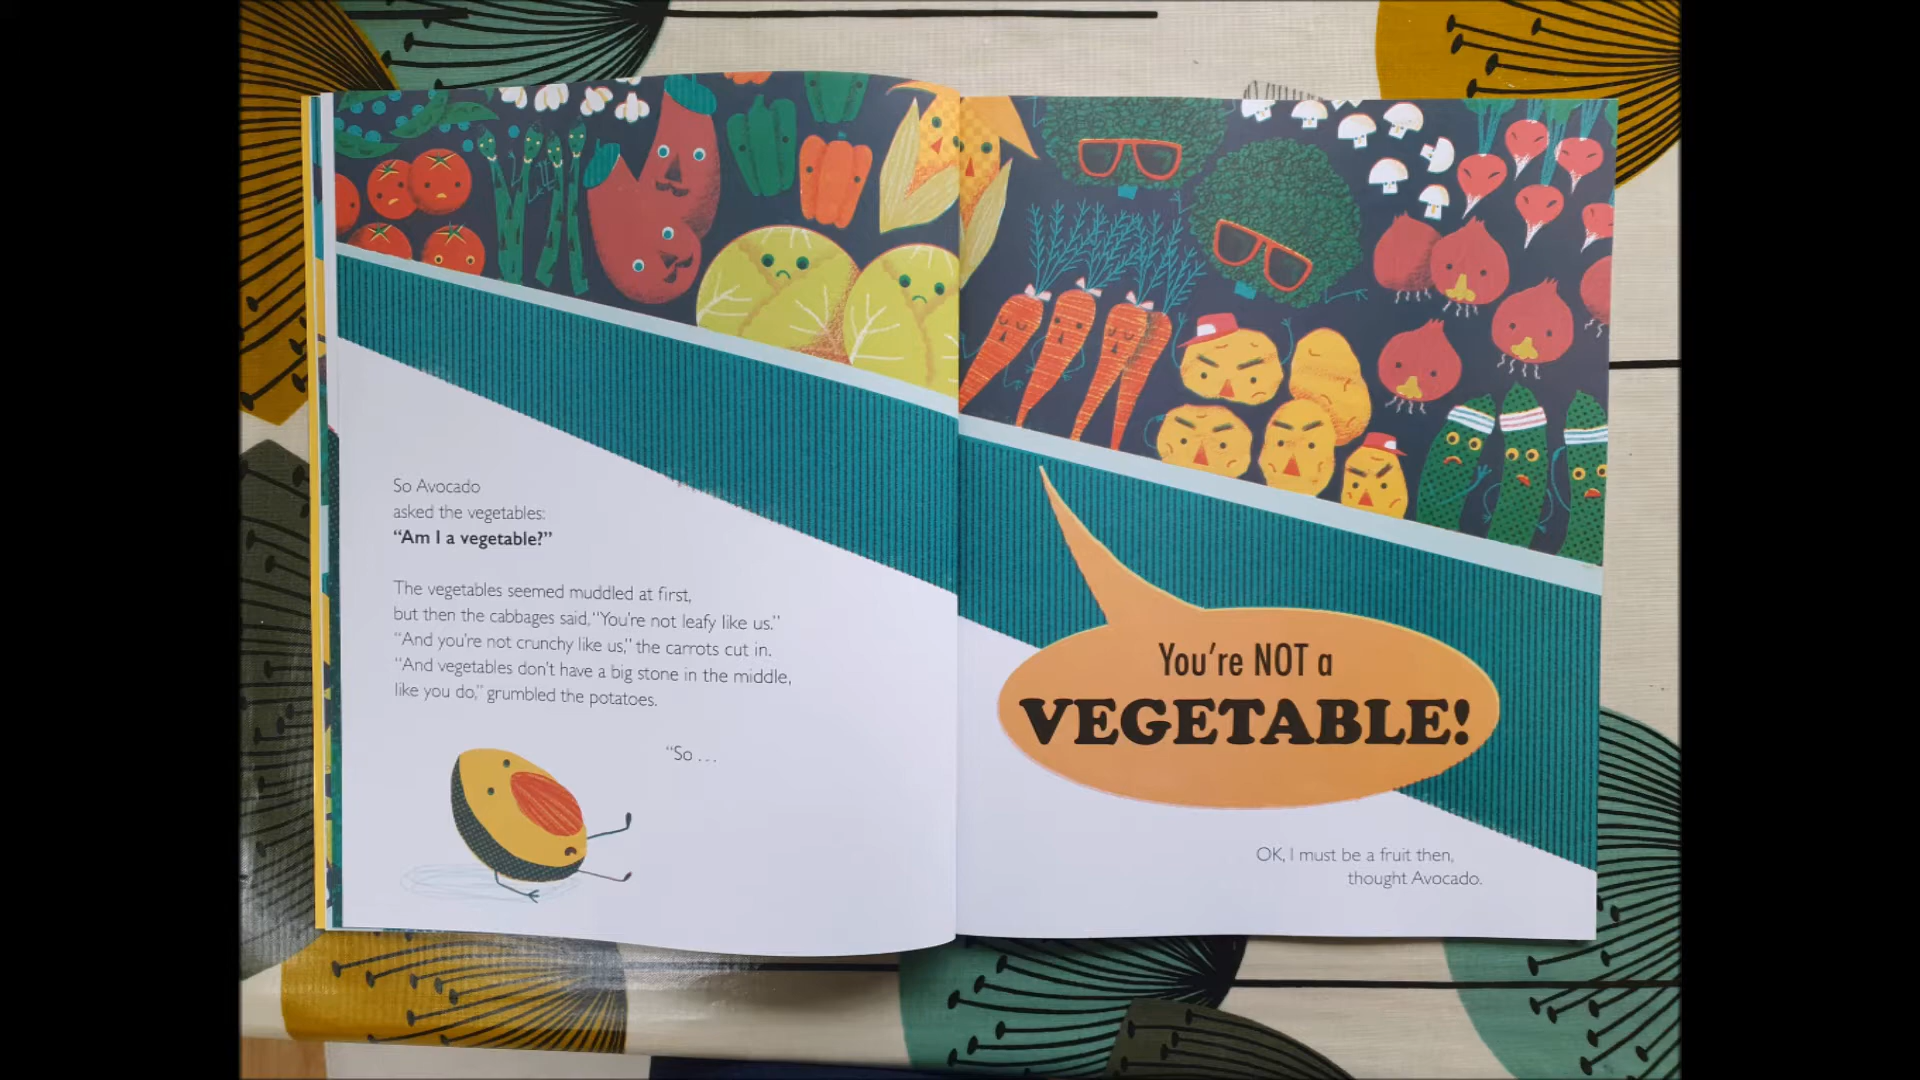 So Avocado
asked the vegetables:
“Am I a vegetable?”
The vegetables seemed muddled at first,
but then the cabbages said, “You’re not leafy like us.”
“And you’re not crunchy like us,” the carrots cut in.
“And vegetables don’t have a big stone in the middle,
like you do,” grumbled the potatoes.
“So . . .
You’re NOT a
VEGETABLE!
OK, I must be a fruit then,
thought Avocado.